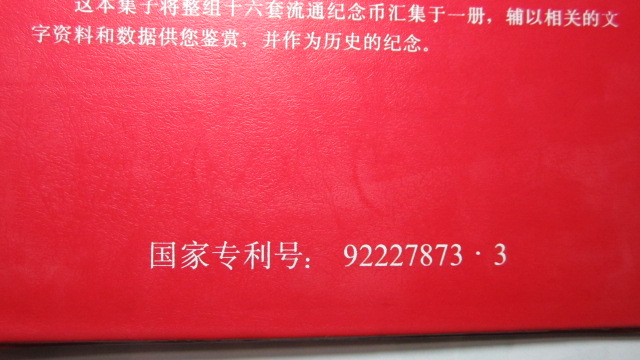 这本集子将整组十六套流通纪念币汇集于一册，辅以相关的文
字资料和数据供您鉴赏，并作为历史的纪念。
国家专利号： 92227873·3